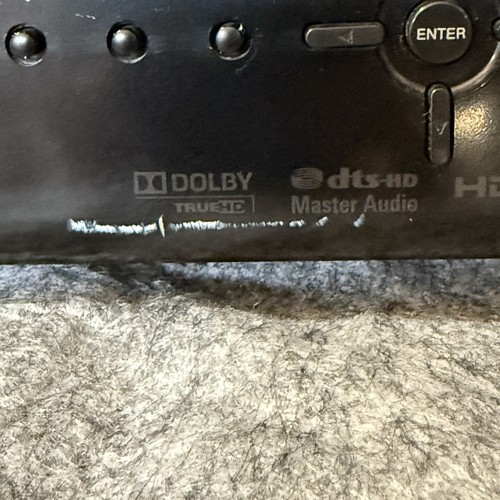 ENTER
DOLBY
TRUEHD
dts-HD
Master Audio